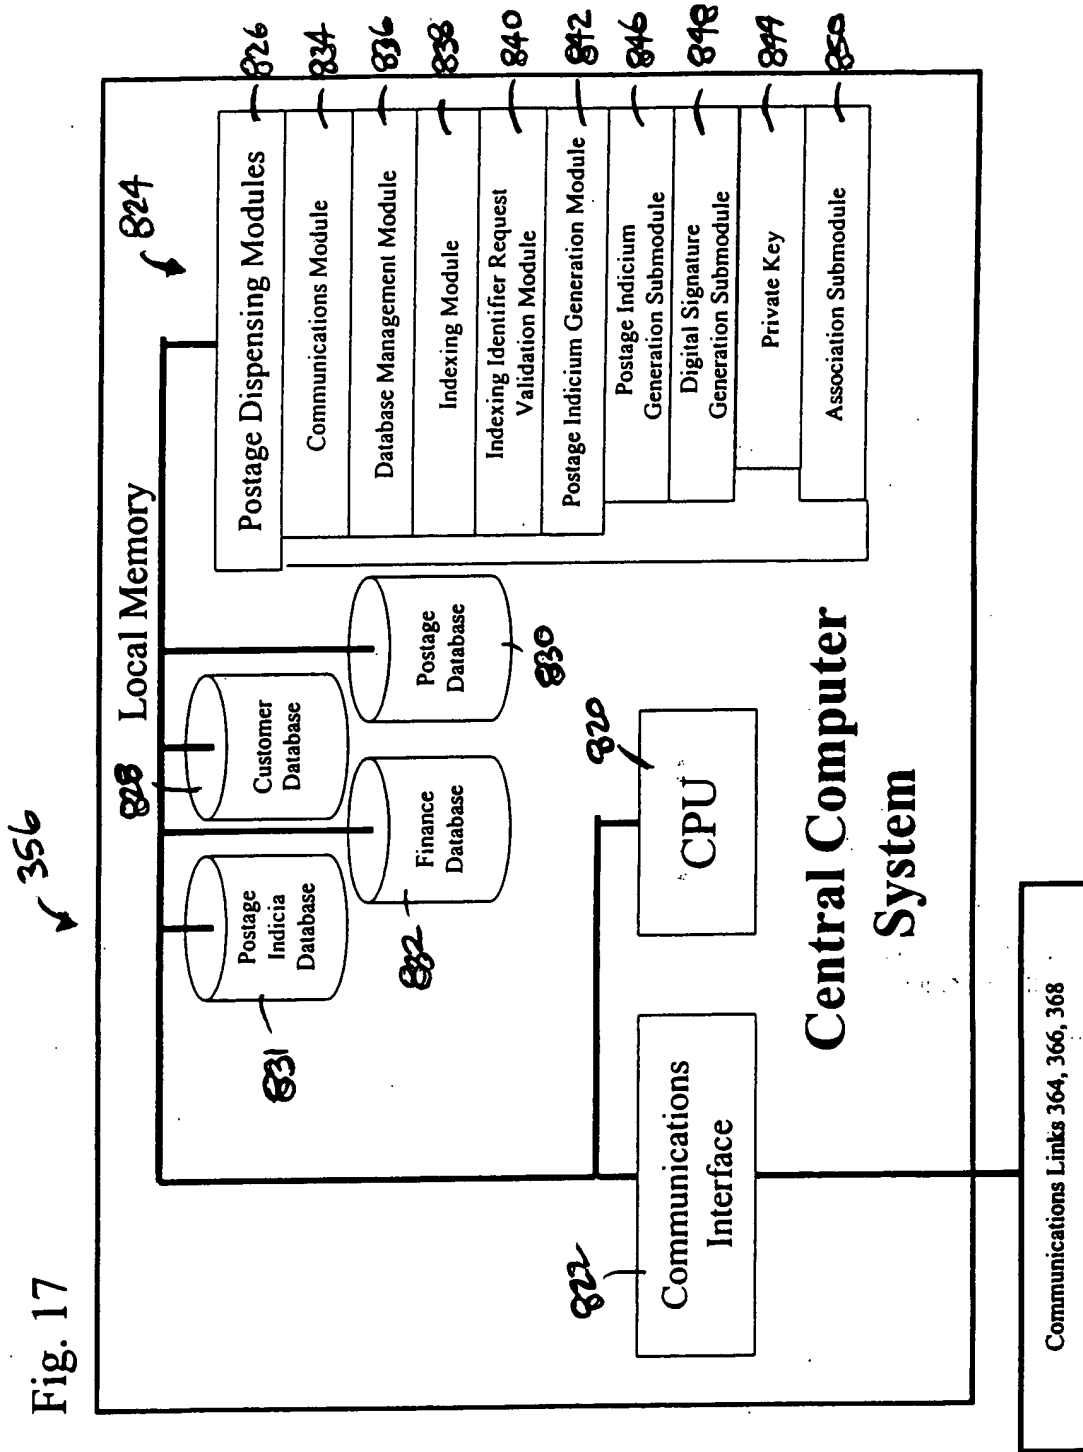 Fig. 17
356
Local Memory
824
831
Postage
Indicia
Database
828
Customer
Database
832
Finance
Database
830
Postage
Database
Postage Dispensing Modules
826
Communications Module
834
Database Management Module
836
Indexing Module
838
Indexing Identifier Request
Validation Module
840
Postage Indicium Generation Module
842
Postage Indicium
Generation Submodule
846
Digital Signature
Generation Submodule
848
Private Key
844
Association Submodule
850
822
Communications
Interface
820
CPU
Central Computer
System
Communications Links 364, 366, 368